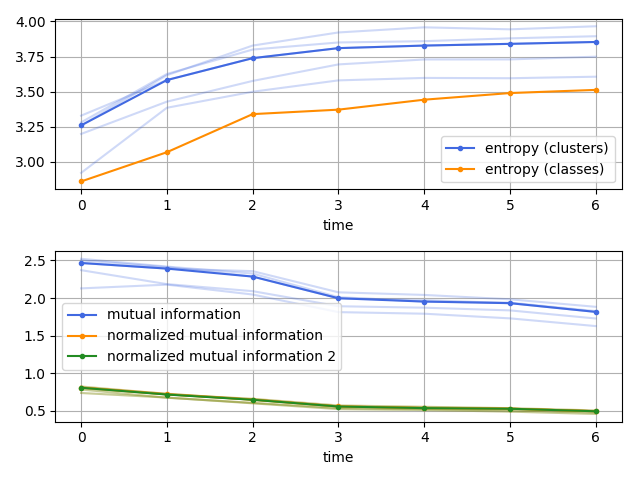 4.00
3.75
3.50
3.25
3.00
entropy (clusters)
entropy (classes)
0 1 2 3 4 5 6
time
2.5
2.0
1.5
1.0
0.5
mutual information
normalized mutual information
normalized mutual information 2
0 1 2 3 4 5 6
time